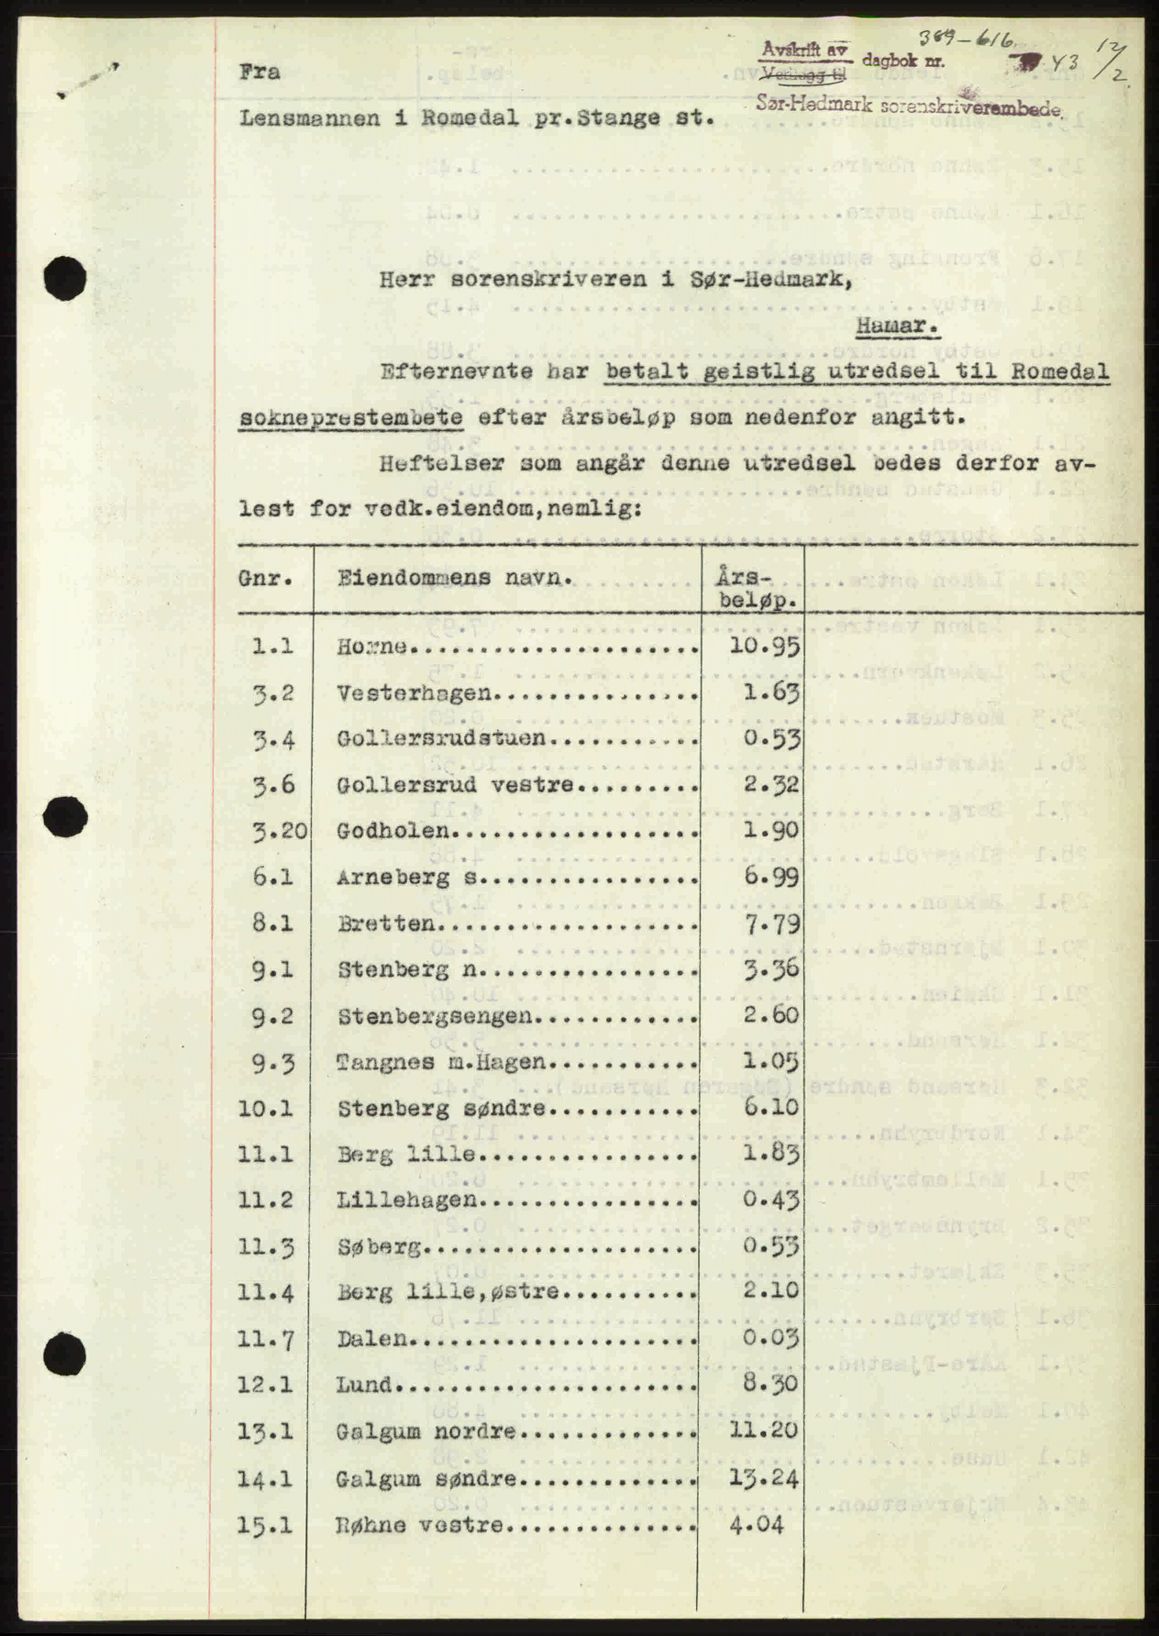 389-616.
Avskrift av dagbok nr. 43 12/2
Vedlegg til
Sør-Hedmark sorenskriverembede.
Fra
Lensmannen i Romedal pr.Stange st.
Herr sorenskriveren i Sør-Hedmark,
Hamar.
Efternevnte har betalt geistlig utredsel til Romedal
sokneprestembete efter årsbeløp som nedenfor angitt.
Heftelser som angår denne utredsel bedes derfor av-
lest for vedk.eiendom,nemlig:
Gnr. Eiendommens navn. Års-
beløp.
1.1 Horne...................... 10.95
3.2 Vesterhagen............... 1.63
3.4 Gollersrudstuen........... 0.53
3.6 Gollersrud vestre......... 2.32
3.20 Godholen.................. 1.90
6.1 Arneberg s................ 6.99
8.1 Bretten................... 7.79
9.1 Stenberg n................ 3.36
9.2 Stenbergsengen............ 2.60
9.3 Tangnes m.Hagen........... 1.05
10.1 Stenberg søndre........... 6.10
11.1 Berg lille................ 1.83
11.2 Lillehagen................ 0.43
11.3 Søberg.................... 0.53
11.4 Berg lille,østre.......... 2.10
11.7 Dalen..................... 0.03
12.1 Lund...................... 8.30
13.1 Galgum nordre............. 11.20
14.1 Galgum søndre............. 13.24
15.1 Røhne vestre.............. 4.04